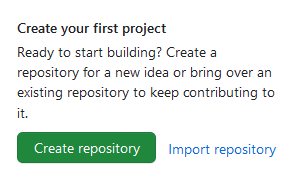 Create your first project
Ready to start building? Create a
repository for a new idea or bring over an
existing repository to keep contributing to
it.
Create repository
Import repository